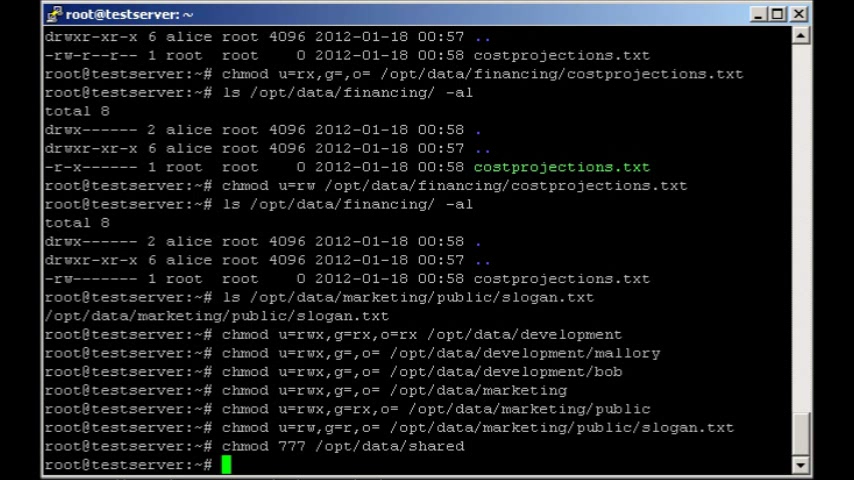 root@testserver: ~
drwxr-xr-x 6 alice root 4096 2012-01-18 00:57 ..
-rw-r--r-- 1 root  root    0 2012-01-18 00:58 costprojections.txt
root@testserver:~# chmod u=rx,g=,o= /opt/data/financing/costprojections.txt
root@testserver:~# ls /opt/data/financing/ -al
total 8
drwx------ 2 alice root 4096 2012-01-18 00:58 .
drwxr-xr-x 6 alice root 4096 2012-01-18 00:58 ..
-r-x------ 1 root  root    0 2012-01-18 00:58 costprojections.txt
root@testserver:~# chmod u=rw /opt/data/financing/costprojections.txt
root@testserver:~# ls /opt/data/financing/ -al
total 8
drwx------ 2 alice root 4096 2012-01-18 00:58 .
drwxr-xr-x 6 alice root 4096 2012-01-18 00:58 ..
-rw------- 1 root  root    0 2012-01-18 00:58 costprojections.txt
root@testserver:~# ls /opt/data/marketing/public/slogan.txt
/opt/data/marketing/public/slogan.txt
root@testserver:~# chmod u=rwx,g=rx,o=rx /opt/data/development
root@testserver:~# chmod u=rwx,g=,o= /opt/data/development/mallory
root@testserver:~# chmod u=rwx,g=,o= /opt/data/development/bob
root@testserver:~# chmod u=rwx,g=,o= /opt/data/marketing
root@testserver:~# chmod u=rwx,g=rx,o= /opt/data/marketing/public
root@testserver:~# chmod u=rw,g=r,o= /opt/data/marketing/public/slogan.txt
root@testserver:~# chmod 777 /opt/data/shared
root@testserver:~#